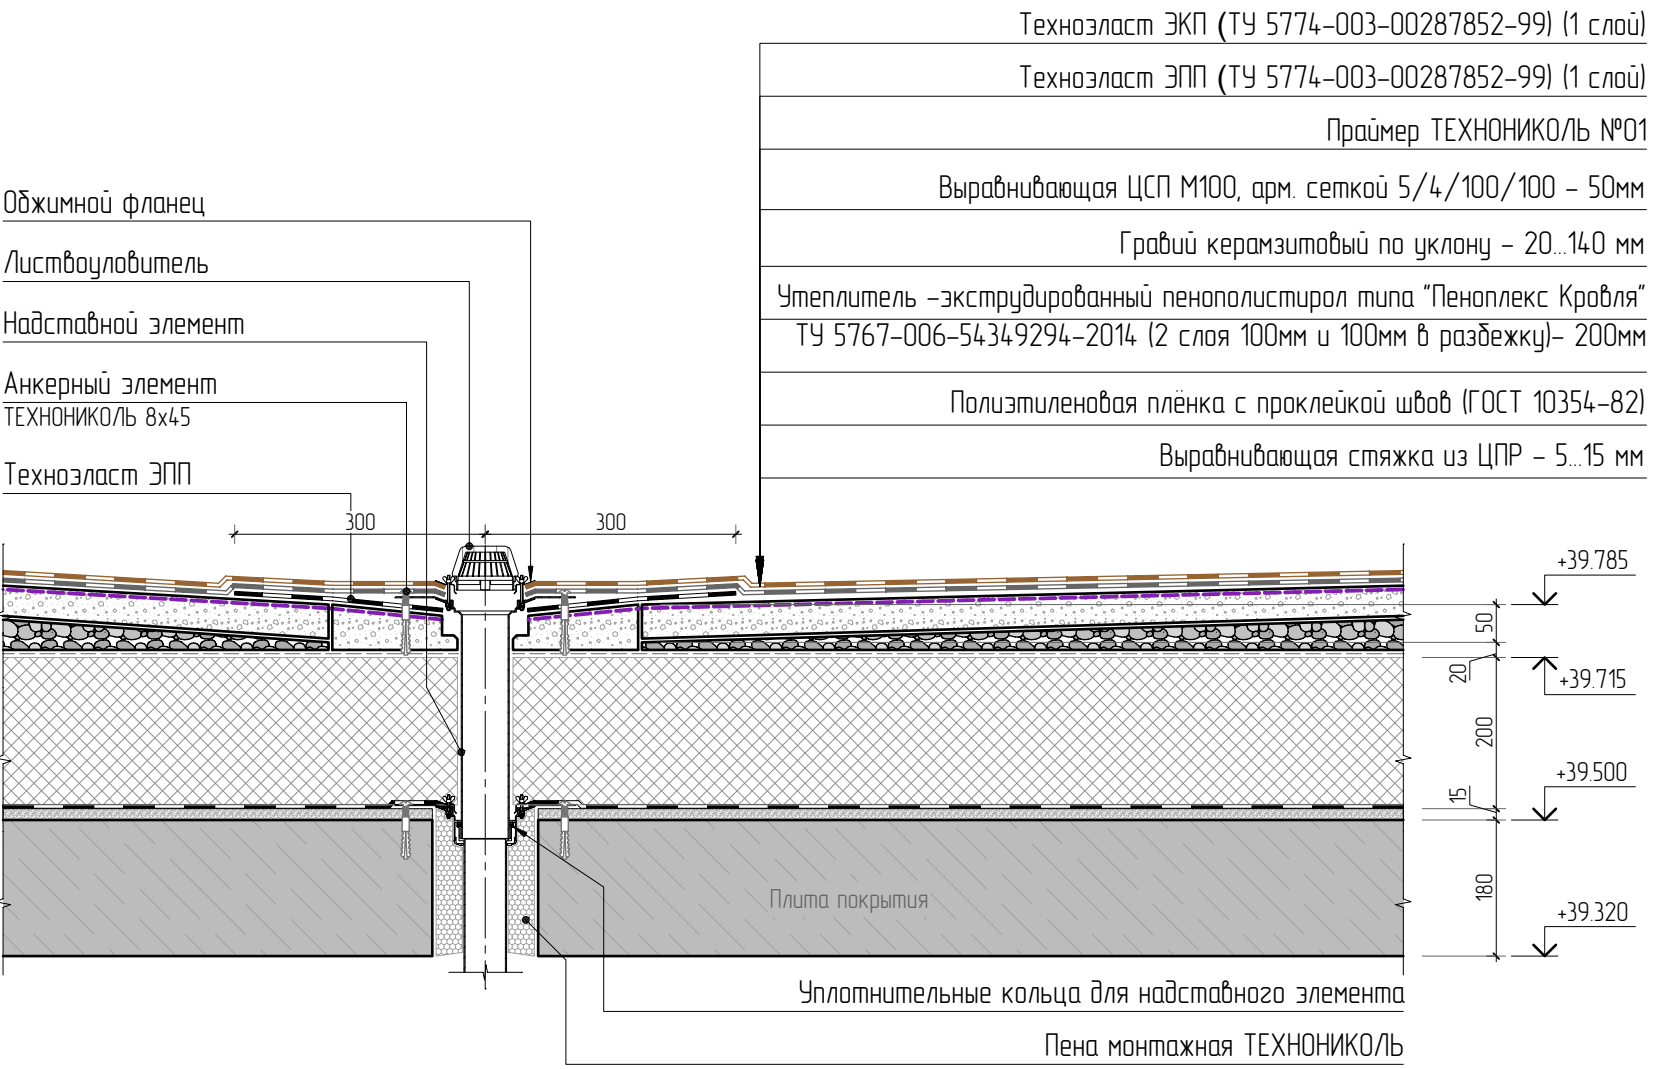 Техноэласт ЭКП (ТУ 5774-003-00287852-99) (1 слой)
Техноэласт ЭПП (ТУ 5774-003-00287852-99) (1 слой)
Праймер ТЕХНОНИКОЛЬ №01
Выравнивающая ЦСП М100, арм. сеткой 5/4/100/100 - 50мм
Гравий керамзитовый по уклону - 20...140 мм
Утеплитель -экструдированный пенополистирол типа "Пеноплекс Кровля"
ТУ 5767-006-54349294-2014 (2 слоя 100мм и 100мм в разбежку)- 200мм
Полиэтиленовая плёнка с проклейкой швов (ГОСТ 10354-82)
Выравнивающая стяжка из ЦПР - 5...15 мм
Обжимной фланец
Листвоуловитель
Надставной элемент
Анкерный элемент
ТЕХНОНИКОЛЬ 8х45
Техноэласт ЭПП
300
300
+39.785
50
20
+39.715
200
+39.500
15
180
+39.320
Плита покрытия
Уплотнительные кольца для надставного элемента
Пена монтажная ТЕХНОНИКОЛЬ